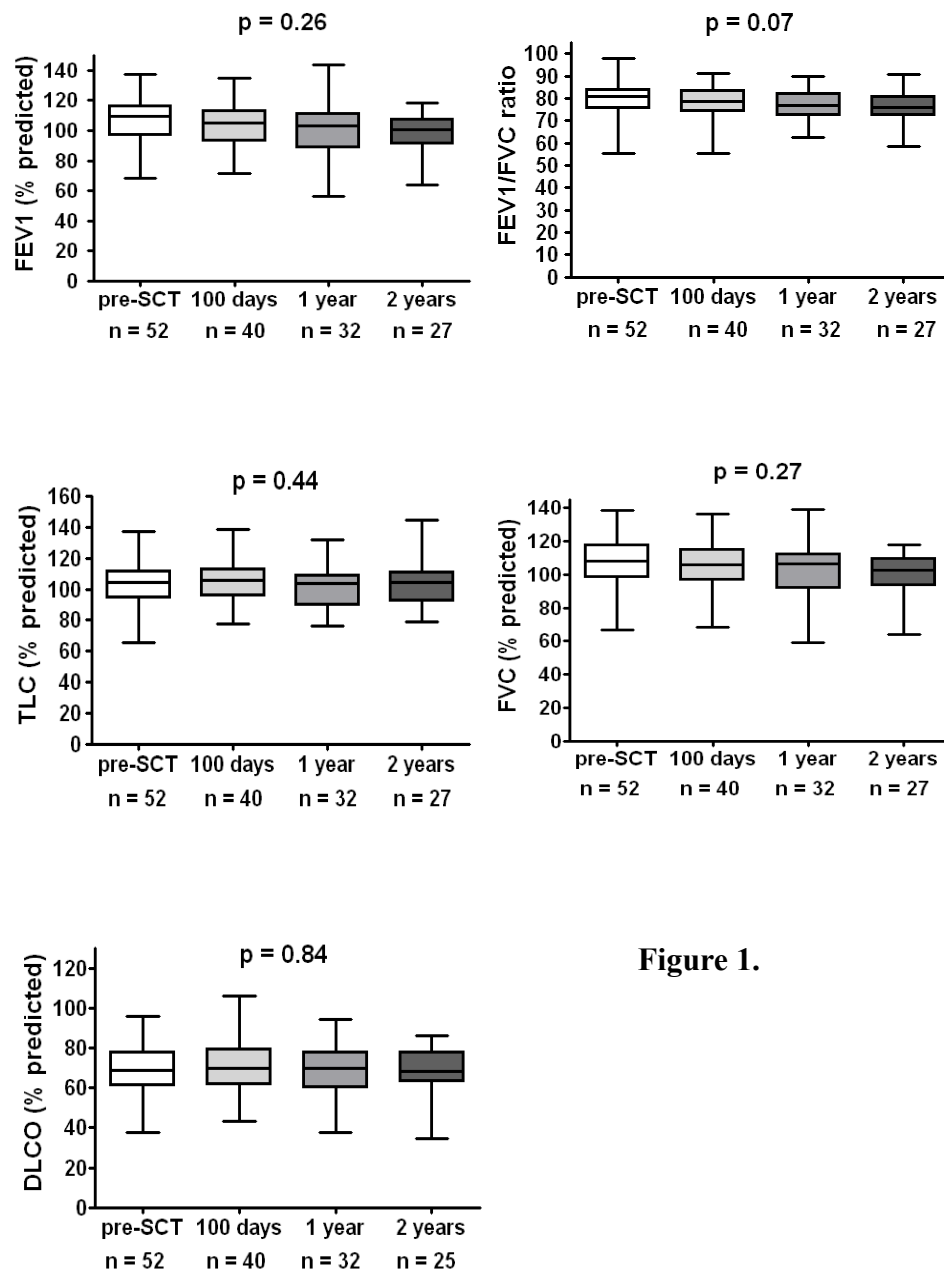 p = 0.26
FEV1 (% predicted)
140
120
100
80
60
40
20
0
pre-SCT 100 days 1 year 2 years
n = 52 n = 40 n = 32 n = 27
p = 0.07
FEV1/FVC ratio
100
90
80
70
60
50
40
30
20
10
0
pre-SCT 100 days 1 year 2 years
n = 52 n = 40 n = 32 n = 27
p = 0.44
TLC (% predicted)
160
140
120
100
80
60
40
20
0
pre-SCT 100 days 1 year 2 years
n = 52 n = 40 n = 32 n = 27
p = 0.27
FVC (% predicted)
140
120
100
80
60
40
20
0
pre-SCT 100 days 1 year 2 years
n = 52 n = 40 n = 32 n = 27
p = 0.84
DLCO (% predicted)
120
100
80
60
40
20
0
pre-SCT 100 days 1 year 2 years
n = 52 n = 40 n = 32 n = 25
Figure 1.